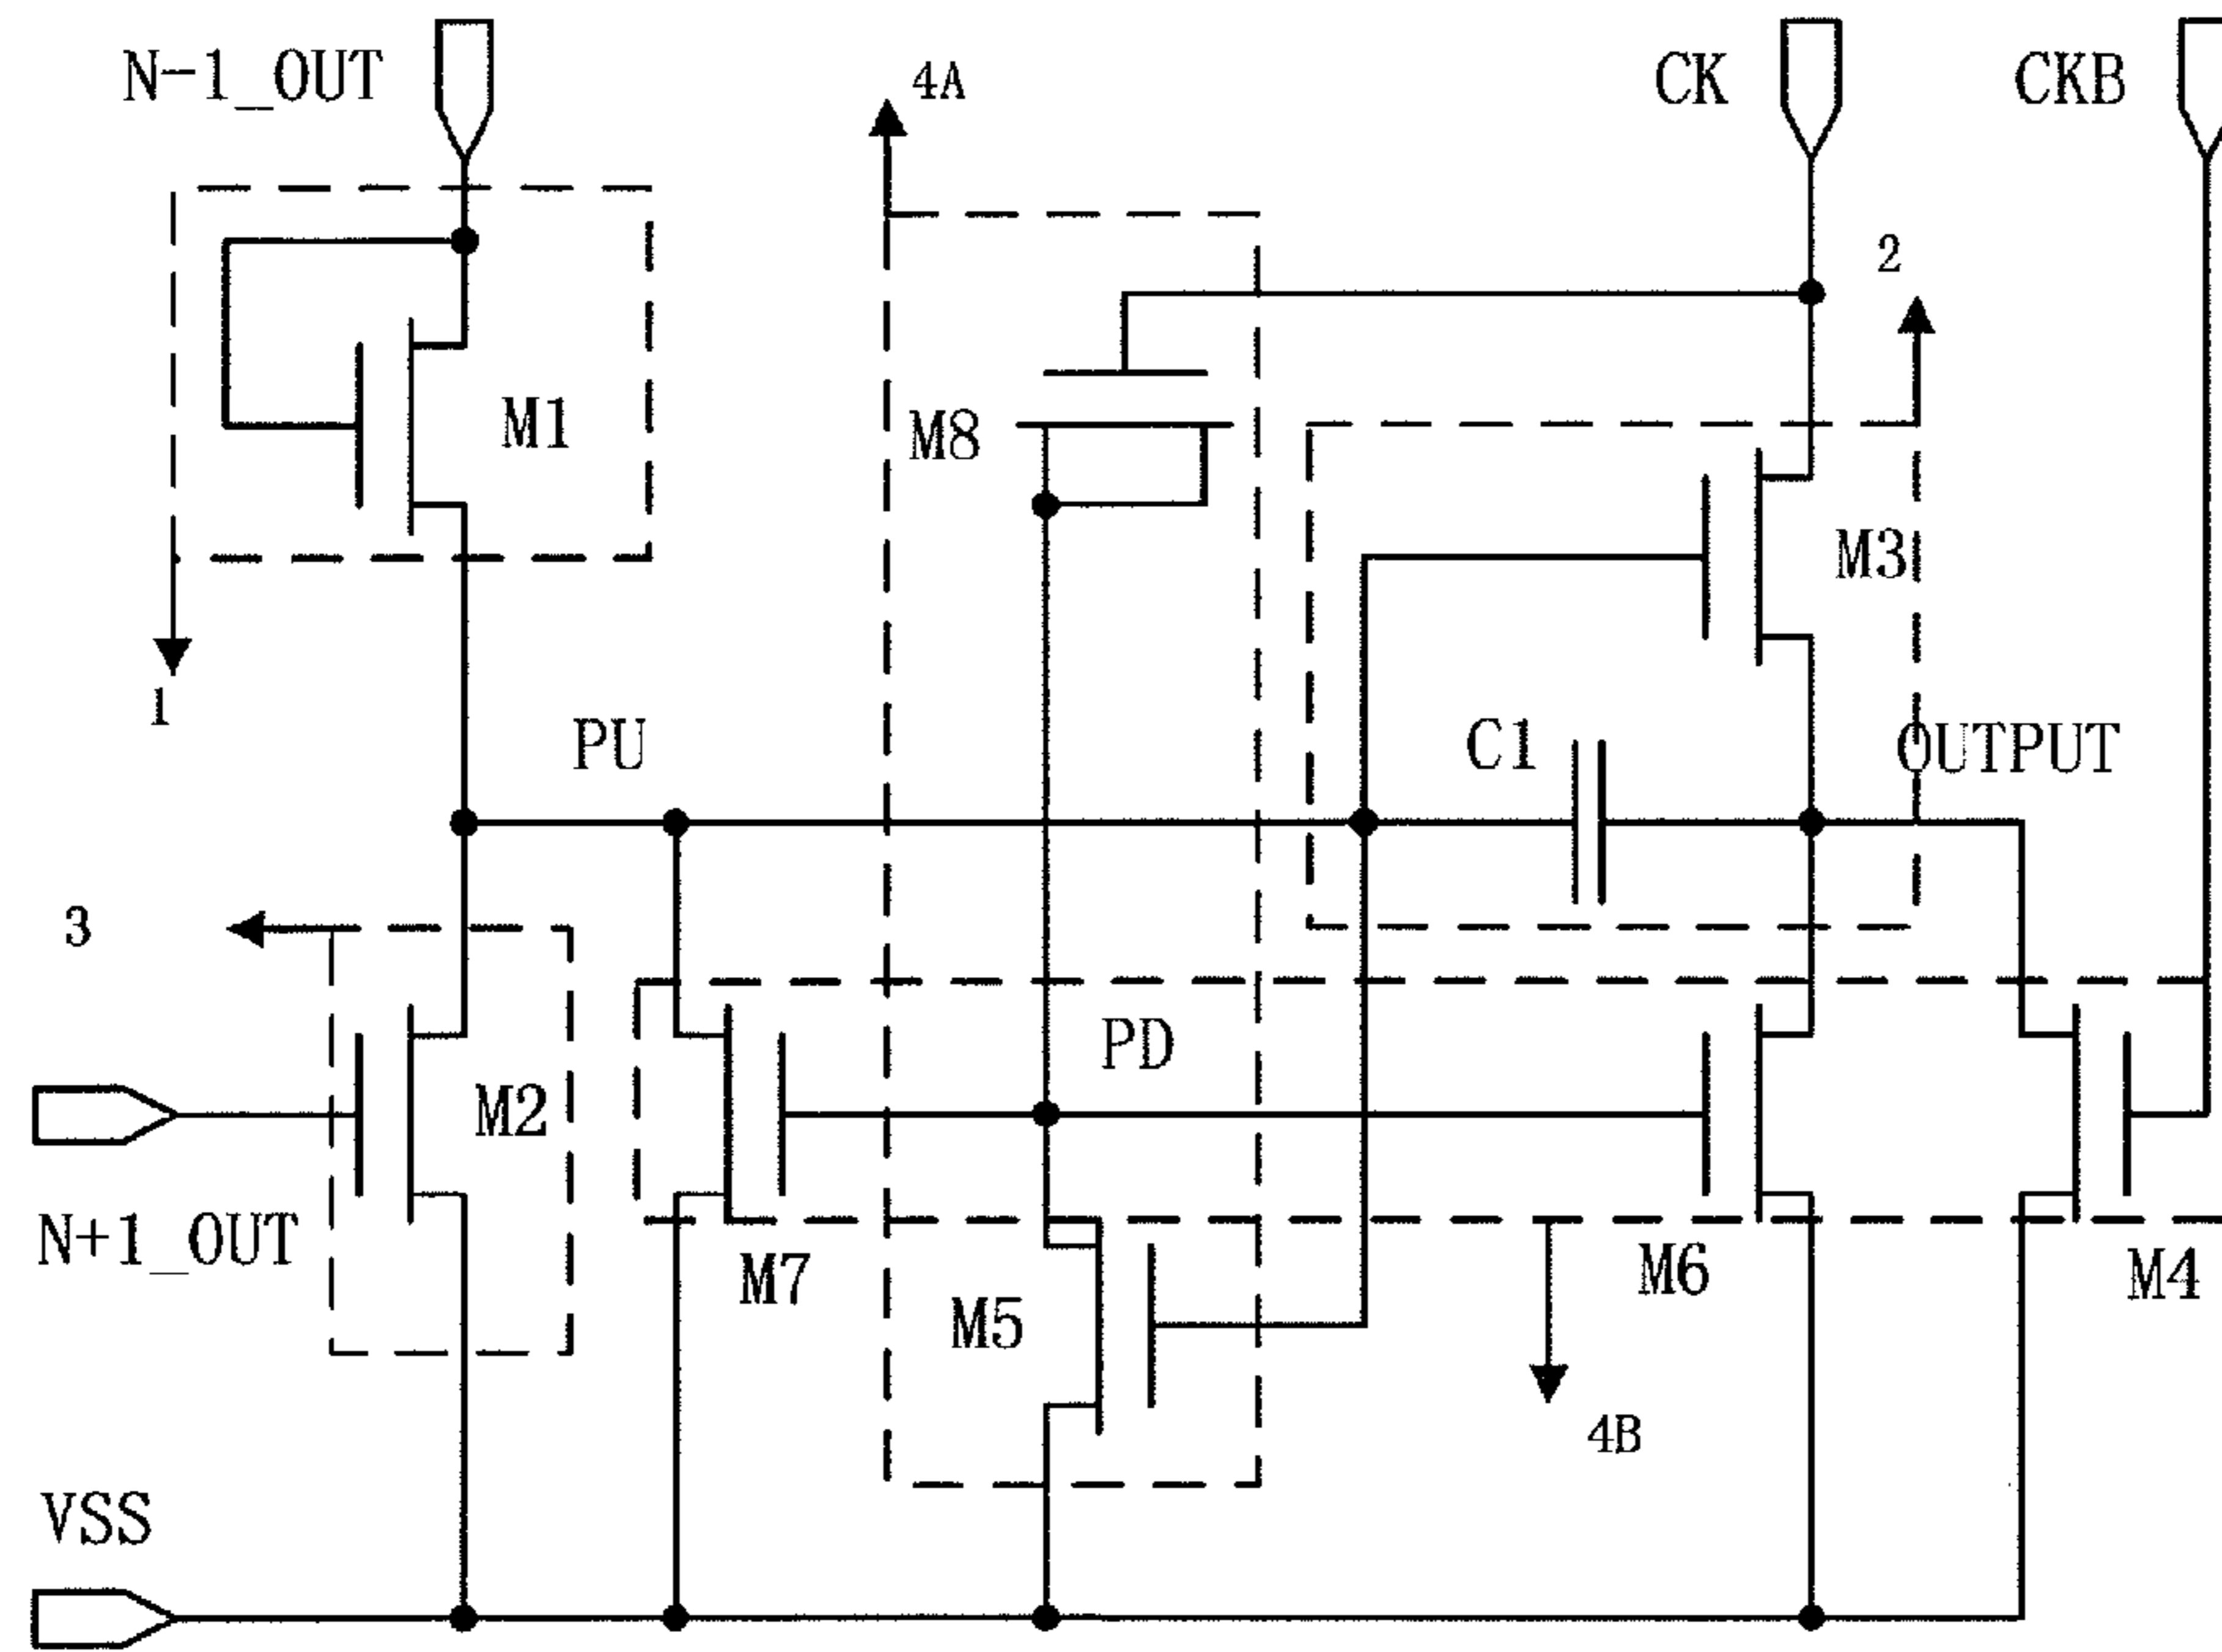 N-1_OUT
4A
CK
CKB
2
M1
M8
M3
1
PU
C1
OUTPUT
3
PD
M2
N+1_OUT
M7
M5
M6
M4
4B
VSS